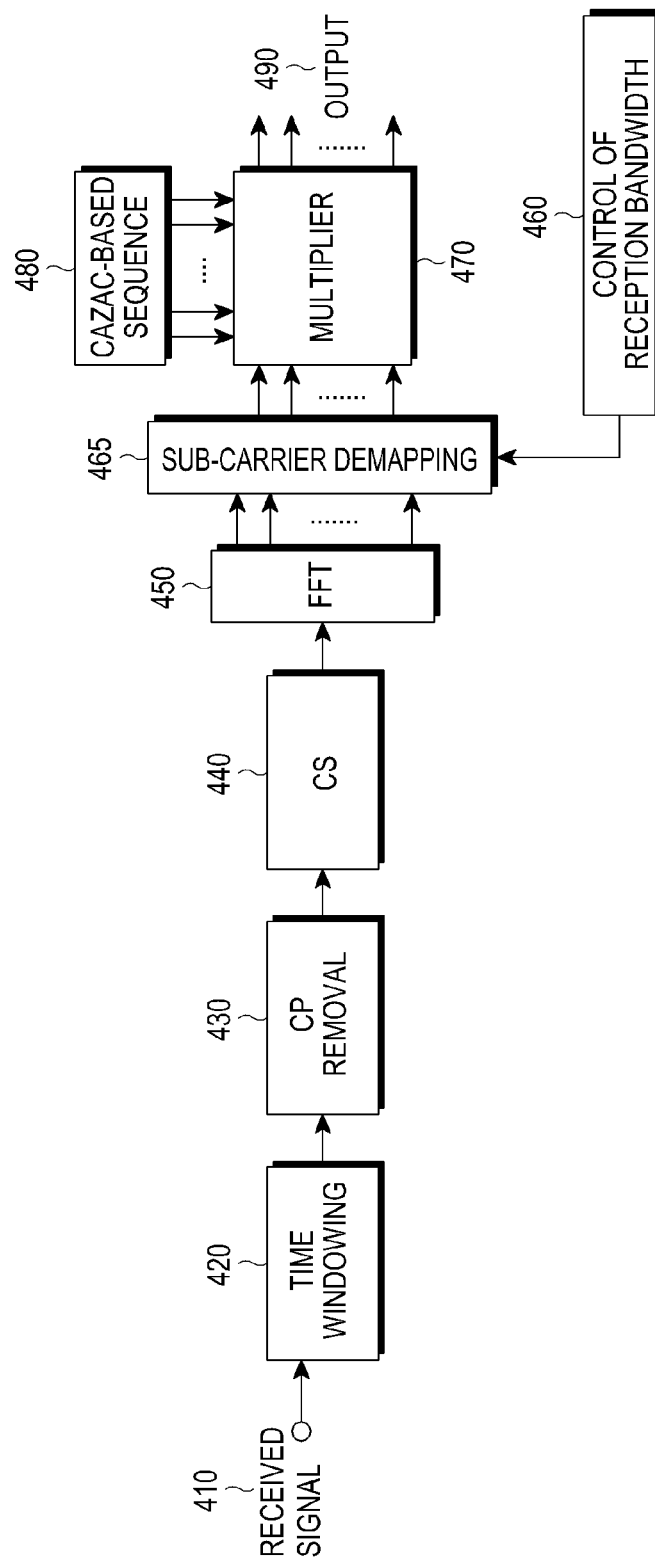 410
RECEIVED
SIGNAL
420
TIME
WINDOWING
430
CP
REMOVAL
440
CS
450
FFT
465
SUB-CARRIER DEMAPPING
480
CAZAC-BASED
SEQUENCE
MULTIPLIER
470
490
OUTPUT
460
CONTROL OF
RECEPTION BANDWIDTH